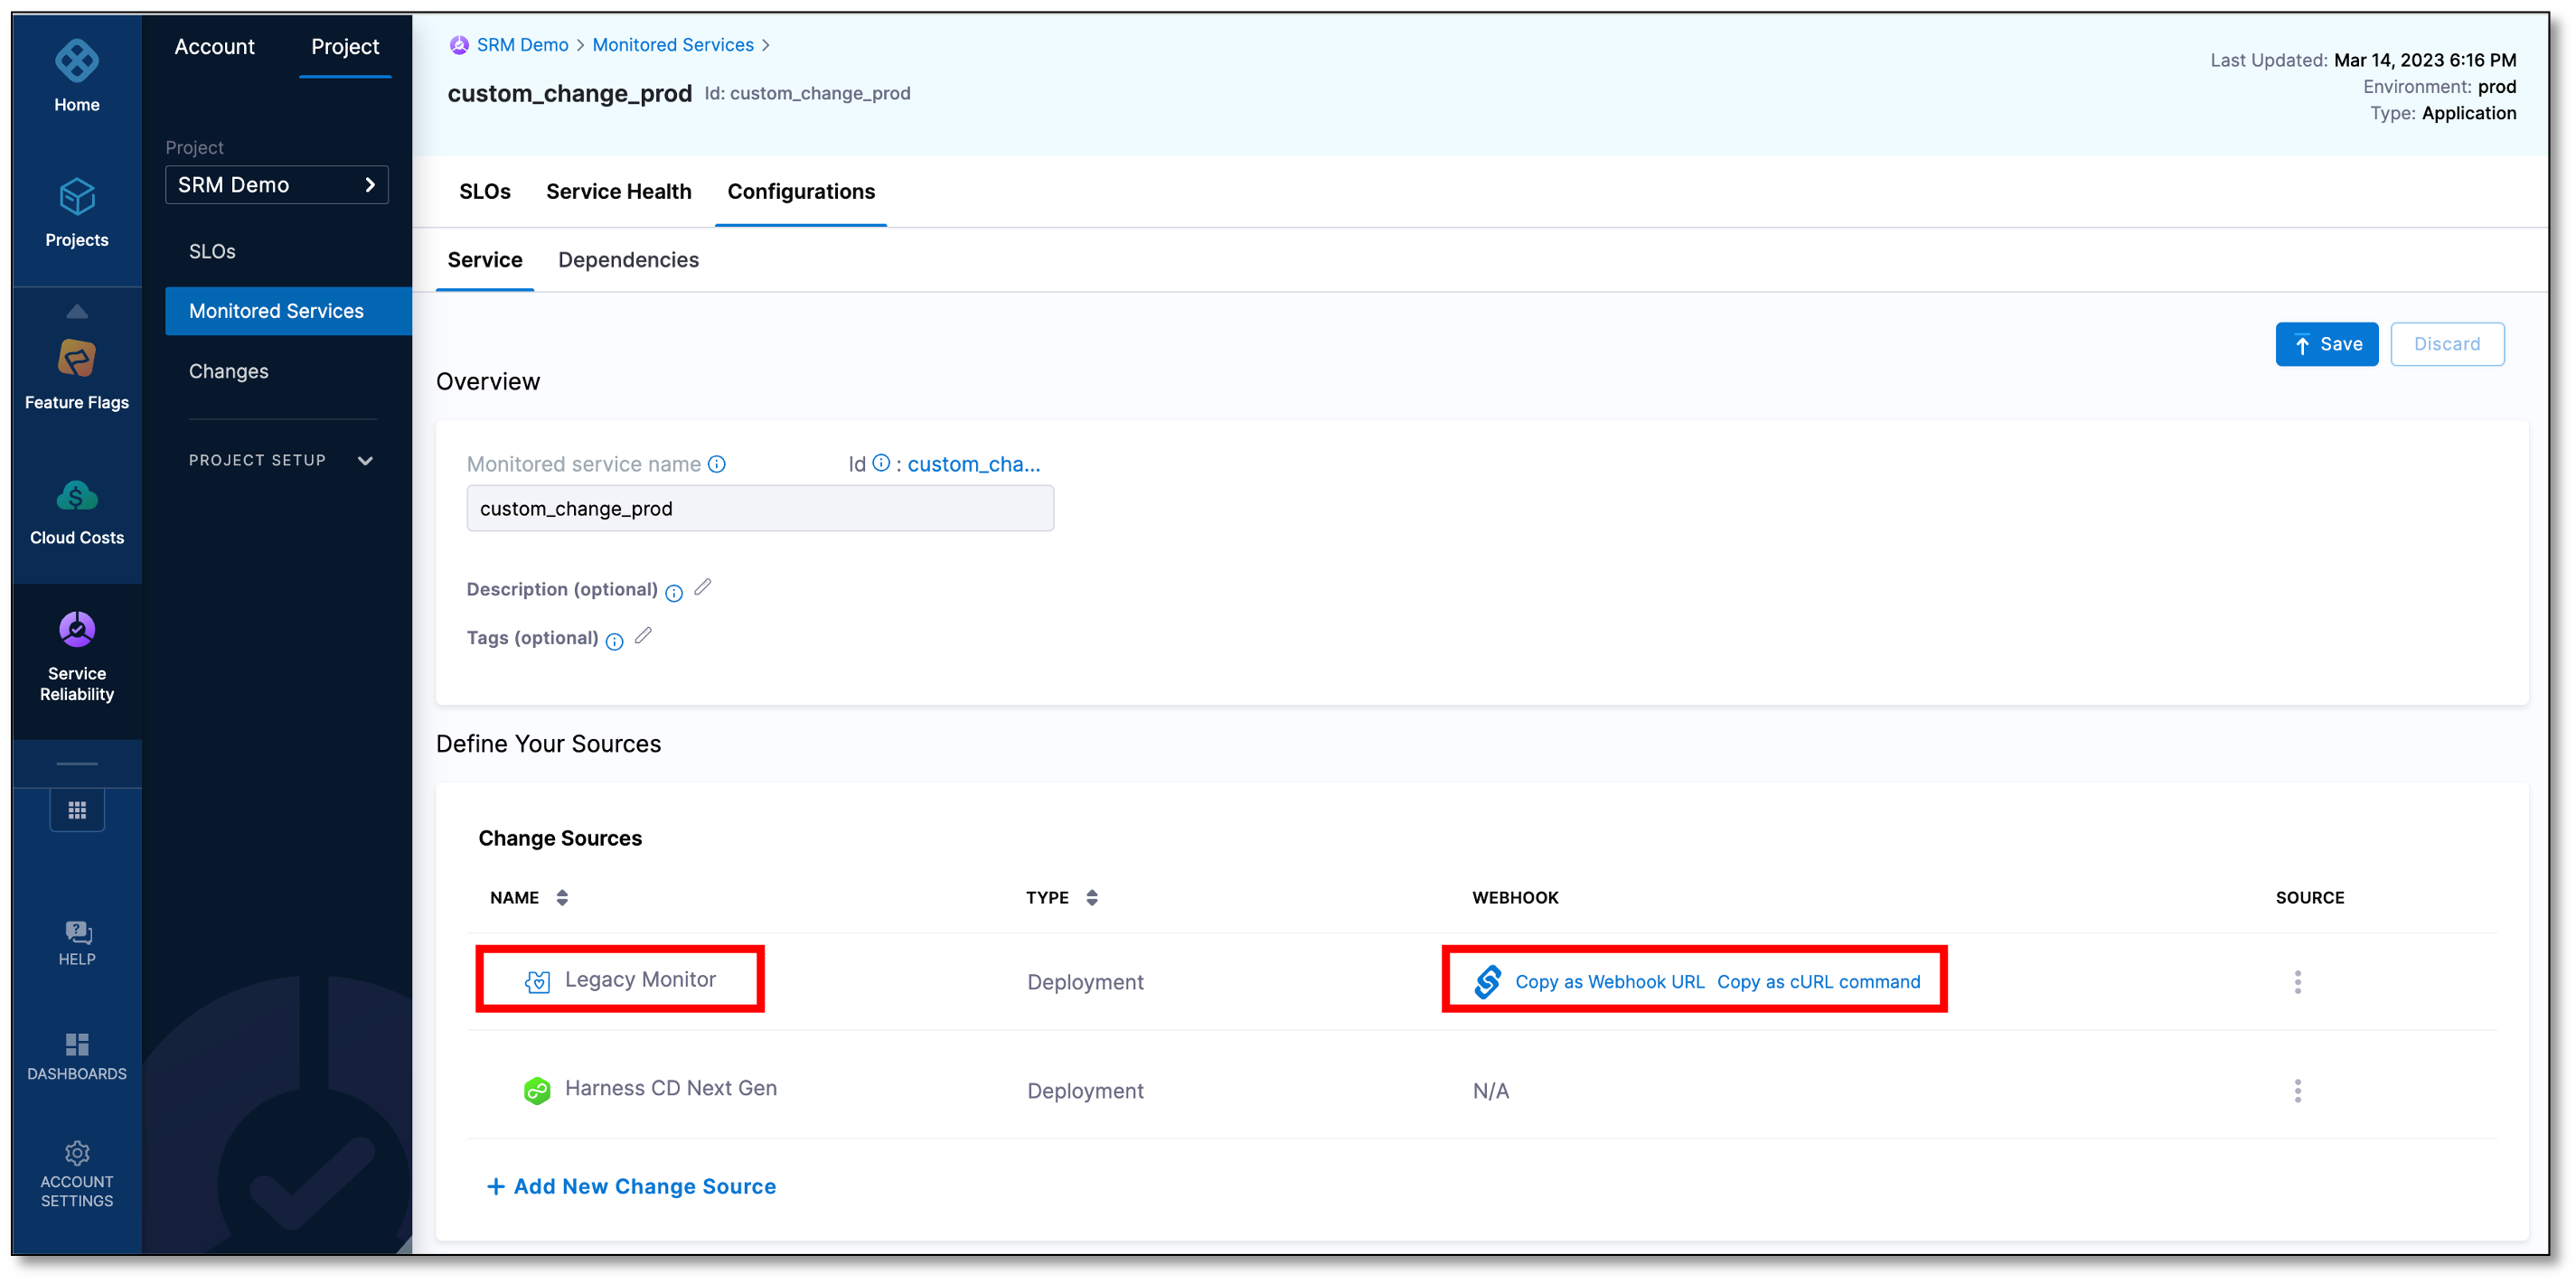 Home
Projects
Feature Flags
Cloud Costs
Service
Reliability
HELP
DASHBOARDS
ACCOUNT
SETTINGS
Account Project
Project
SRM Demo
SLOs
Monitored Services
Changes
PROJECT SETUP
SRM Demo > Monitored Services >
custom_change_prod Id: custom_change_prod
Last Updated: Mar 14, 2023 6:16 PM
Environment: prod
Type: Application
SLOs Service Health Configurations
Service Dependencies
Save Discard
Overview
Monitored service name Id : custom_cha...
custom_change_prod
Description (optional)
Tags (optional)
Define Your Sources
Change Sources
NAME TYPE WEBHOOK SOURCE
Legacy Monitor Deployment Copy as Webhook URL Copy as cURL command
Harness CD Next Gen Deployment N/A
+ Add New Change Source